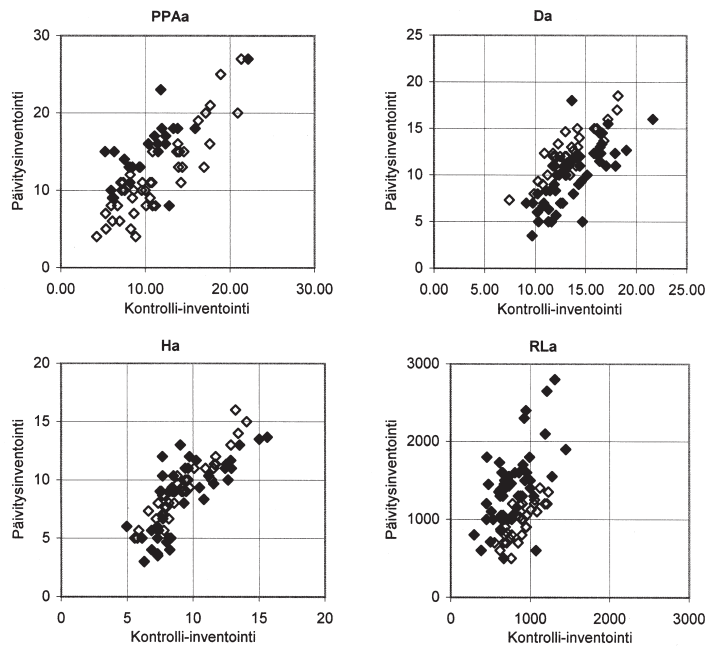 PPAa
30
20
10
0
Päivitysinventointi
0.00 10.00 20.00 30.00
Kontrolli-inventointi
Da
25
20
15
10
5
0
Päivitysinventointi
0.00 5.00 10.00 15.00 20.00 25.00
Kontrolli-inventointi
Ha
20
15
10
5
0
Päivitysinventointi
0 5 10 15 20
Kontrolli-inventointi
RLa
3000
2000
1000
0
Päivitysinventointi
0 1000 2000 3000
Kontrolli-inventointi